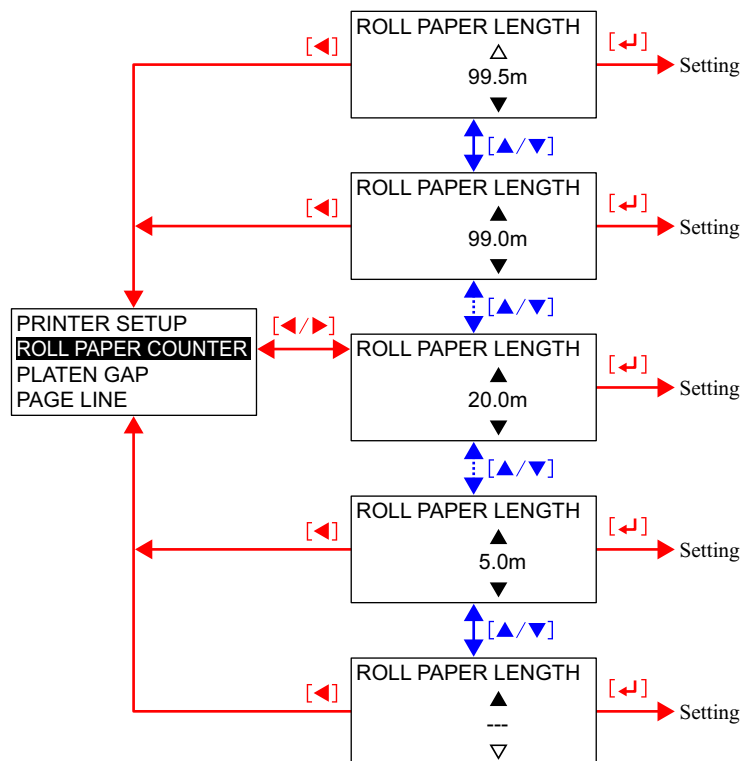 ROLL PAPER LENGTH
△
99.5m
▼
[◀]
[↵]
Setting
[▲/▼]
ROLL PAPER LENGTH
▲
99.0m
▼
[◀]
[↵]
Setting
[▲/▼]
PRINTER SETUP
ROLL PAPER COUNTER
PLATEN GAP
PAGE LINE
[◀/▶]
ROLL PAPER LENGTH
▲
20.0m
▼
[↵]
Setting
[▲/▼]
ROLL PAPER LENGTH
▲
5.0m
▼
[◀]
[↵]
Setting
[▲/▼]
ROLL PAPER LENGTH
▲
---
▽
[◀]
[↵]
Setting